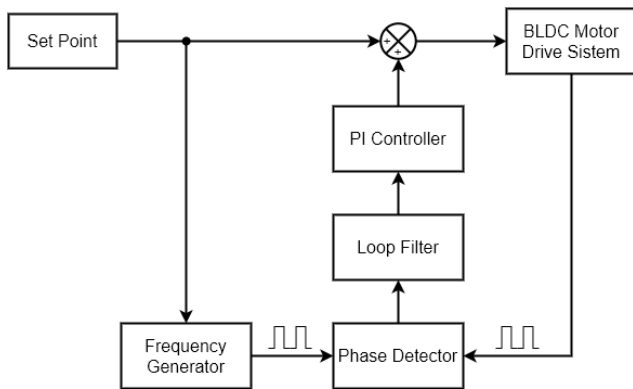 Set Point
+
+
BLDC Motor
Drive Sistem
PI Controller
Loop Filter
Frequency
Generator
Phase Detector